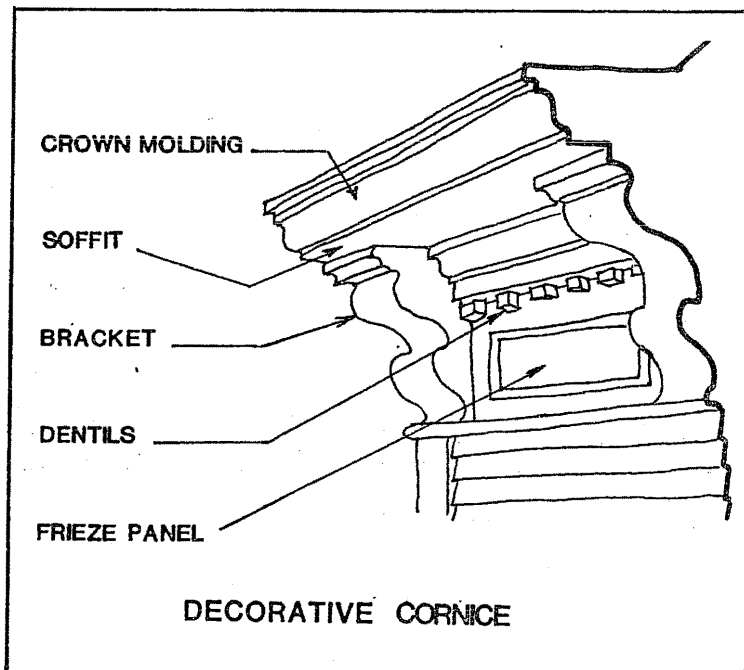 CROWN MOLDING
SOFFIT
BRACKET
DENTILS
FRIEZE PANEL
DECORATIVE CORNICE